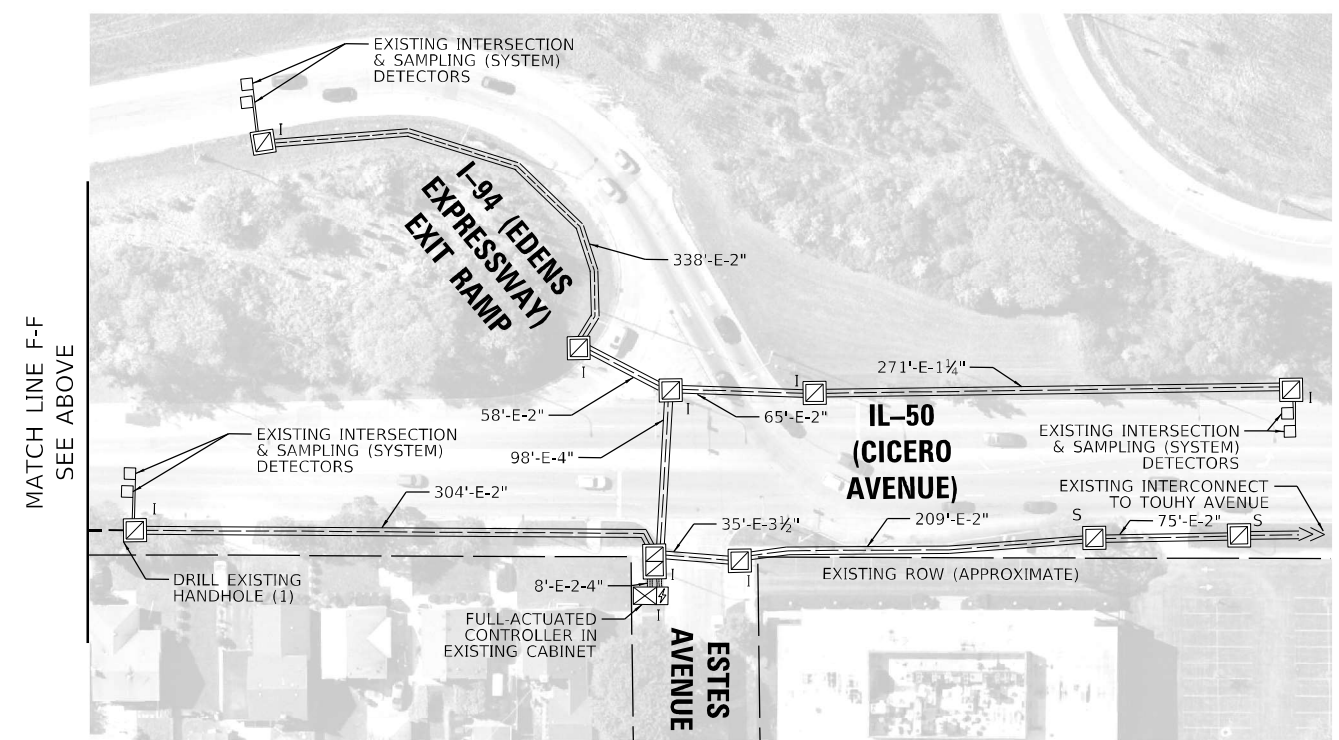 EXISTING INTERSECTION
& SAMPLING (SYSTEM)
DETECTORS
I
I–94 (EDENS
EXPRESSWAY)
EXIT RAMP
338'-E-2"
MATCH LINE F-F
SEE ABOVE
I
58'-E-2"
I
65'-E-2"
I
271'-E-1¼"
IL–50
(CICERO
AVENUE)
98'-E-4"
EXISTING INTERSECTION
& SAMPLING (SYSTEM)
DETECTORS
I
304'-E-2"
EXISTING INTERSECTION
& SAMPLING (SYSTEM)
DETECTORS
EXISTING INTERCONNECT
TO TOUHY AVENUE
35'-E-3½"
209'-E-2"
S
75'-E-2"
S
DRILL EXISTING
HANDHOLE (1)
I
I
EXISTING ROW (APPROXIMATE)
8'-E-2-4"
I
FULL-ACTUATED
CONTROLLER IN
EXISTING CABINET
ESTES
AVENUE